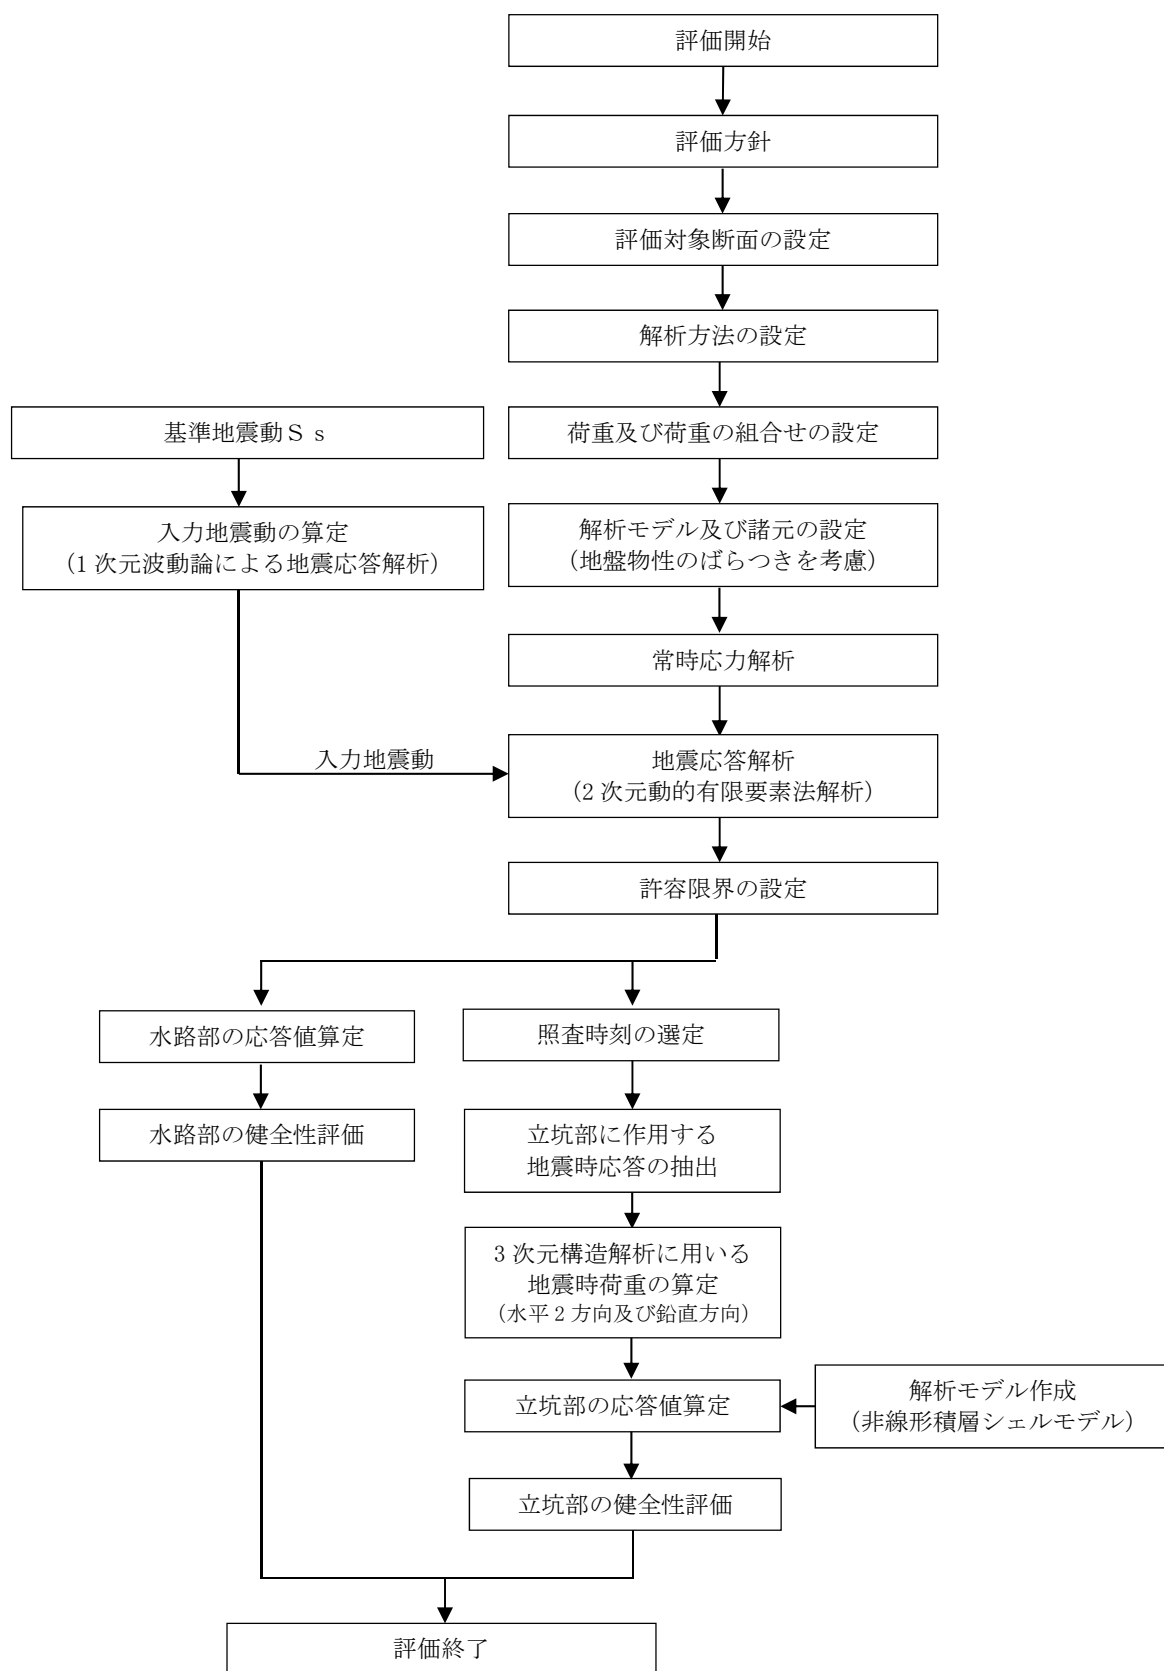 評価開始
評価方針
評価対象断面の設定
解析方法の設定
基準地震動Ｓｓ
荷重及び荷重の組合せの設定
入力地震動の算定
（1 次元波動論による地震応答解析）
解析モデル及び諸元の設定
（地盤物性のばらつきを考慮）
常時応力解析
入力地震動
地震応答解析
（2 次元動的有限要素法解析）
許容限界の設定
水路部の応答値算定
照査時刻の選定
水路部の健全性評価
立坑部に作用する
地震時応答の抽出
3 次元構造解析に用いる
地震時荷重の算定
（水平 2 方向及び鉛直方向）
立坑部の応答値算定
解析モデル作成
（非線形積層シェルモデル）
立坑部の健全性評価
評価終了